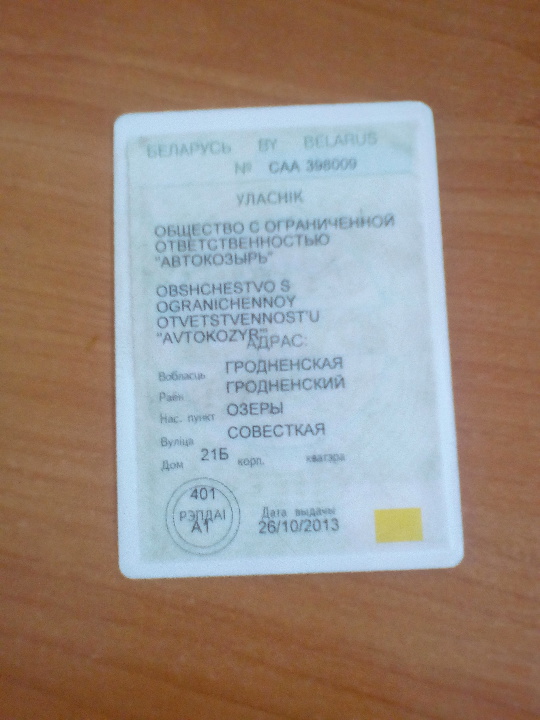 БЕЛАРУСЬ BY BELARUS
№ САА 398009
УЛАСНІК
ОБЩЕСТВО С ОГРАНИЧЕННОЙ
ОТВЕТСТВЕННОСТЬЮ
"АВТОКОЗЫРЬ"
OBSHCHESTVO S
OGRANICHENNOY
OTVETSTVENNOST'U
"AVTOKOZYR'"
АДРАС:
Вобласць ГРОДНЕНСКАЯ
Раён ГРОДНЕНСКИЙ
Нас. пункт ОЗЕРЫ
Вуліца СОВЕСТКАЯ
Дом 21Б корп. кватэра
401
РЭПДАІ
А1
Дата выдачы
26/10/2013